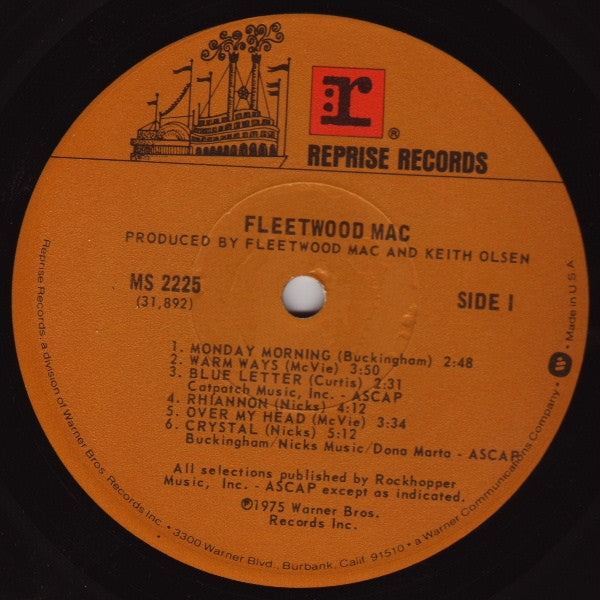 r
®
REPRISE RECORDS
FLEETWOOD MAC
PRODUCED BY FLEETWOOD MAC AND KEITH OLSEN
MS 2225
(31,892)
SIDE 1
1. MONDAY MORNING (Buckingham) 2:48
2. WARM WAYS (McVie) 3:50
3. BLUE LETTER (Curtis) 2:31
Catpatch Music, Inc. - ASCAP
4. RHIANNON (Nicks) 4:12
5. OVER MY HEAD (McVie) 3:34
6. CRYSTAL (Nicks) 5:12
Buckingham/Nicks Music/Dona Marta - ASCAP
All selections published by Rockhopper
Music, Inc. - ASCAP except as indicated.
℗1975 Warner Bros.
Records Inc.
Reprise Records: a division of Warner Bros. Records Inc. • 3300 Warner Blvd., Burbank, Calif. 91510 • a Warner Communications Company • Made in U S A